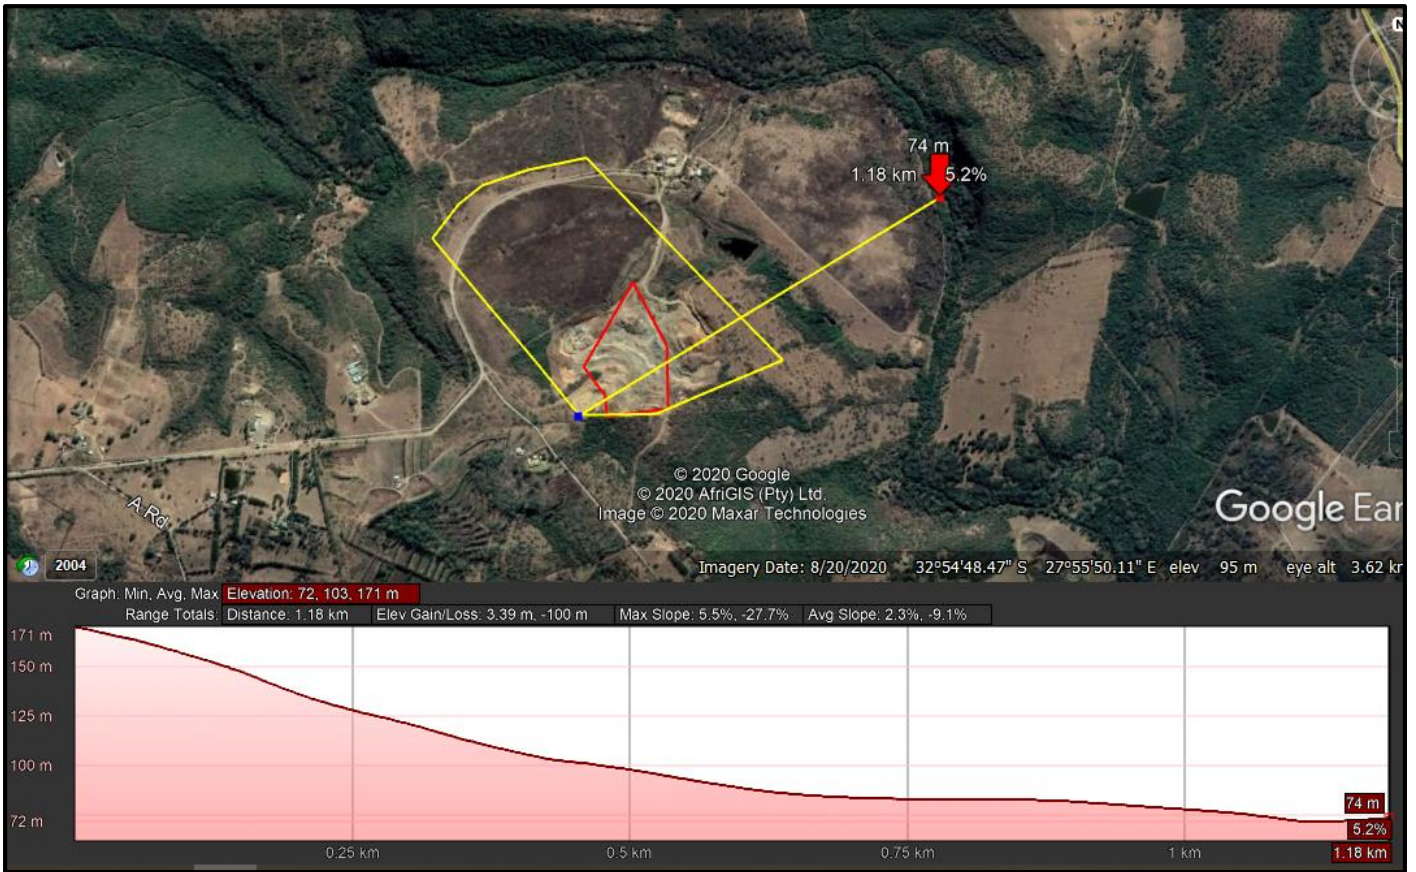 N
74 m
1.18 km 5.2%
A Rd
© 2020 Google
© 2020 AfriGIS (Pty) Ltd.
Image © 2020 Maxar Technologies
Google Ear
2004
Imagery Date: 8/20/2020 32°54'48.47" S 27°55'50.11" E elev 95 m eye alt 3.62 km
Graph: Min, Avg, Max Elevation: 72, 103, 171 m
Range Totals: Distance: 1.18 km Elev Gain/Loss: 3.39 m, -100 m Max Slope: 5.5%, -27.7% Avg Slope: 2.3%, -9.1%
171 m
150 m
125 m
100 m
72 m
74 m
5.2%
0.25 km 0.5 km 0.75 km 1 km 1.18 km